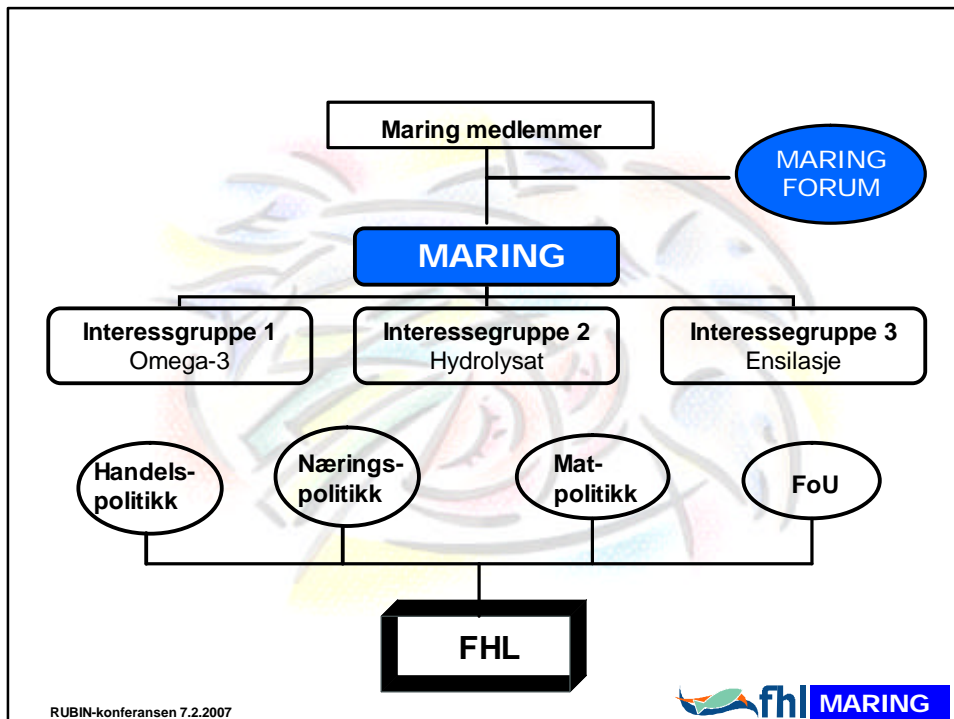 Maring medlemmer
MARING
FORUM
MARING
Interessgruppe 1
Omega-3
Interessegruppe 2
Hydrolysat
Interessegruppe 3
Ensilasje
Handels-
politikk
Nærings-
politikk
Mat-
politikk
FoU
FHL
RUBIN-konferansen 7.2.2007
fhl MARING